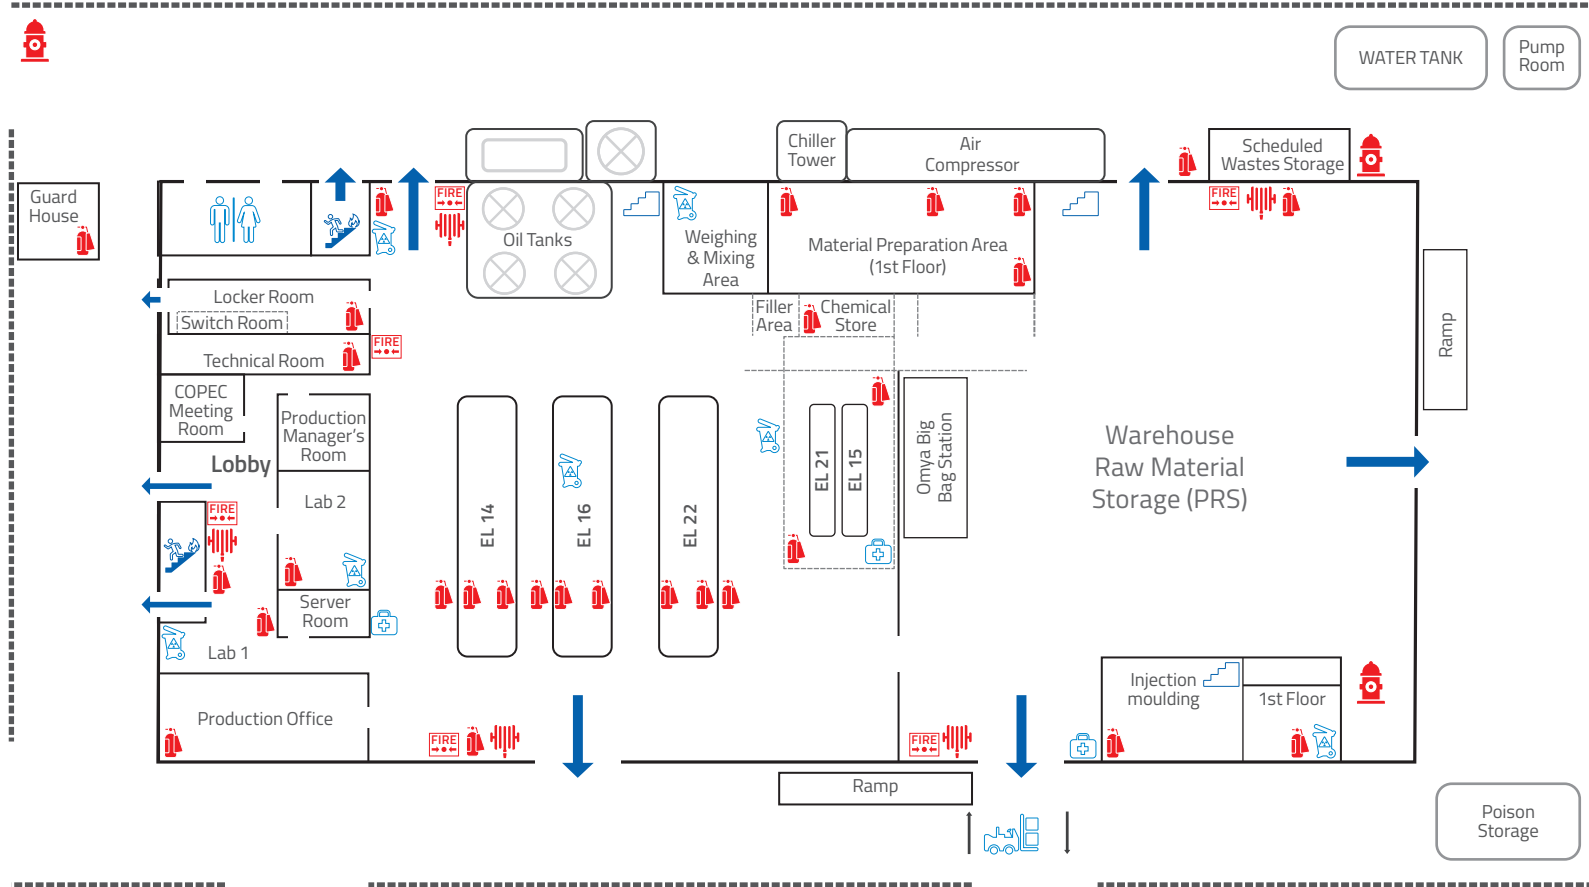 WATER TANK
Pump
Room
Chiller
Tower
Air
Compressor
Scheduled
Wastes Storage
Guard
House
FIRE
FIRE
Oil Tanks
Weighing
& Mixing
Area
Material Preparation Area
(1st Floor)
Locker Room
Switch Room
Filler
Area
Chemical
Store
Technical Room
FIRE
Ramp
COPEC
Meeting
Room
Production
Manager's
Room
Lobby
Lab 2
FIRE
EL 14
EL 16
EL 22
EL 21
EL 15
Omya Big
Bag Station
Warehouse
Raw Material
Storage (PRS)
Server
Room
Lab 1
Production Office
FIRE
FIRE
Injection
moulding
1st Floor
Ramp
Poison
Storage